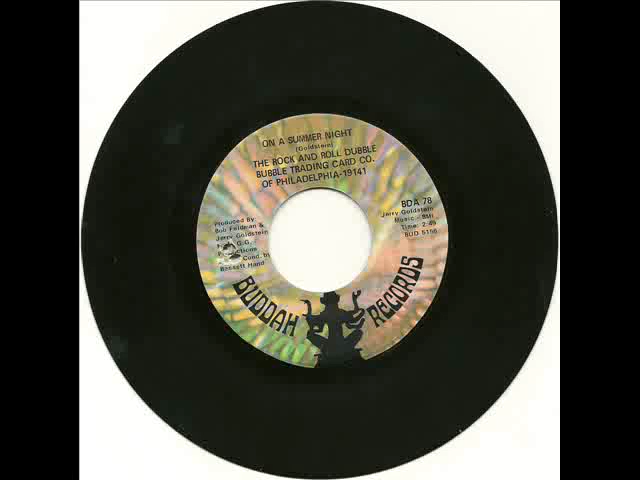 ON A SUMMER NIGHT
(Goldstein)
THE ROCK AND ROLL DUBBLE
BUBBLE TRADING CARD CO.
OF PHILADELPHIA-19141
BDA 78
Jerry Goldstein
Music - BMI
Time: 2:45
BUD 5156
Produced By:
Bob Feldman &
Jerry Goldstein
G.G.
Productions
Cond. by
Bassett Hand
BUDDAH RECORDS